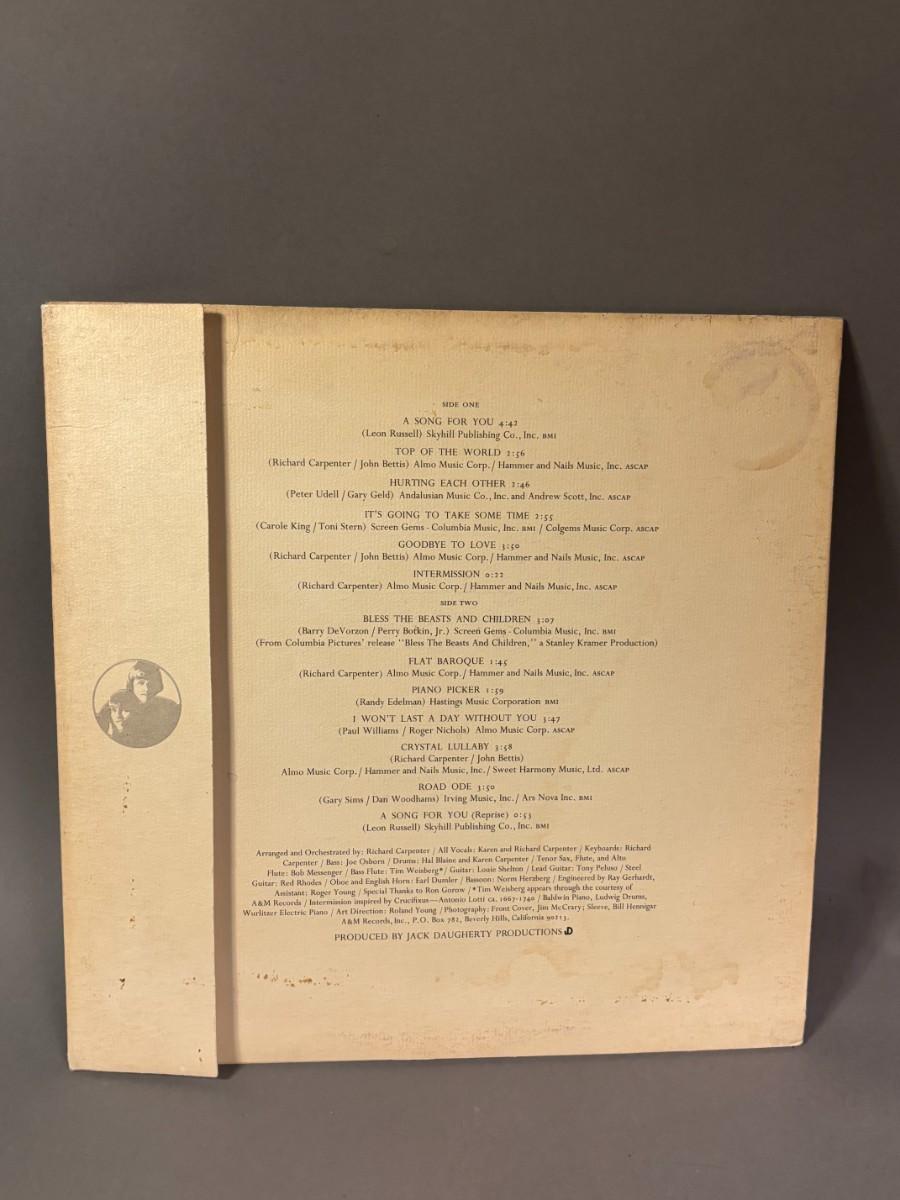 SIDE ONE
A SONG FOR YOU 4:42
(Leon Russell) Skyhill Publishing Co., Inc. BMI
TOP OF THE WORLD 2:56
(Richard Carpenter / John Bettis) Almo Music Corp. / Hammer and Nails Music, Inc. ASCAP
HURTING EACH OTHER 2:46
(Peter Udell / Gary Geld) Andalusian Music Co., Inc. and Andrew Scott, Inc. ASCAP
IT'S GOING TO TAKE SOME TIME 2:55
(Carole King / Toni Stern) Screen Gems - Columbia Music, Inc. BMI / Colgems Music Corp. ASCAP
GOODBYE TO LOVE 3:50
(Richard Carpenter / John Bettis) Almo Music Corp. / Hammer and Nails Music, Inc. ASCAP
INTERMISSION 0:22
(Richard Carpenter) Almo Music Corp. / Hammer and Nails Music, Inc. ASCAP
SIDE TWO
BLESS THE BEASTS AND CHILDREN 3:07
(Barry DeVorzon / Perry Botkin, Jr.) Screen Gems - Columbia Music, Inc. BMI
(From Columbia Pictures' release "Bless The Beasts And Children," a Stanley Kramer Production)
FLAT BAROQUE 1:45
(Richard Carpenter) Almo Music Corp. / Hammer and Nails Music, Inc. ASCAP
PIANO PICKER 1:59
(Randy Edelman) Hastings Music Corporation BMI
I WON'T LAST A DAY WITHOUT YOU 3:47
(Paul Williams / Roger Nichols) Almo Music Corp. ASCAP
CRYSTAL LULLABY 3:58
(Richard Carpenter / John Bettis)
Almo Music Corp. / Hammer and Nails Music, Inc. / Sweet Harmony Music, Ltd. ASCAP
ROAD ODE 3:50
(Gary Sims / Dan Woodhams) Irving Music, Inc. / Ars Nova Inc. BMI
A SONG FOR YOU (Reprise) 0:53
(Leon Russell) Skyhill Publishing Co., Inc. BMI
Arranged and Orchestrated by: Richard Carpenter / All Vocals: Karen and Richard Carpenter / Keyboards: Richard
Carpenter / Bass: Joe Osborn / Drums: Hal Blaine and Karen Carpenter / Tenor Sax, Flute, and Alto
Flute: Bob Messenger / Bass Flute: Tim Weisberg* / Guitar: Louie Shelton / Lead Guitar: Tony Peluso / Steel
Guitar: Red Rhodes / Oboe and English Horn: Earl Dumler / Bassoon: Norm Herzberg / Engineered by Ray Gerhardt,
Assistant: Roger Young / Special Thanks to Ron Gorow / *Tim Weisberg appears through the courtesy of
A&M Records / Intermission inspired by Crucifixus—Antonio Lotti ca. 1667-1740 / Baldwin Piano, Ludwig Drums,
Wurlitzer Electric Piano / Art Direction: Roland Young / Photography: Front Cover, Jim McCrary; Sleeve, Bill Hennigar
A&M Records, Inc., P.O. Box 782, Beverly Hills, California 90213.
PRODUCED BY JACK DAUGHERTY PRODUCTIONS JD